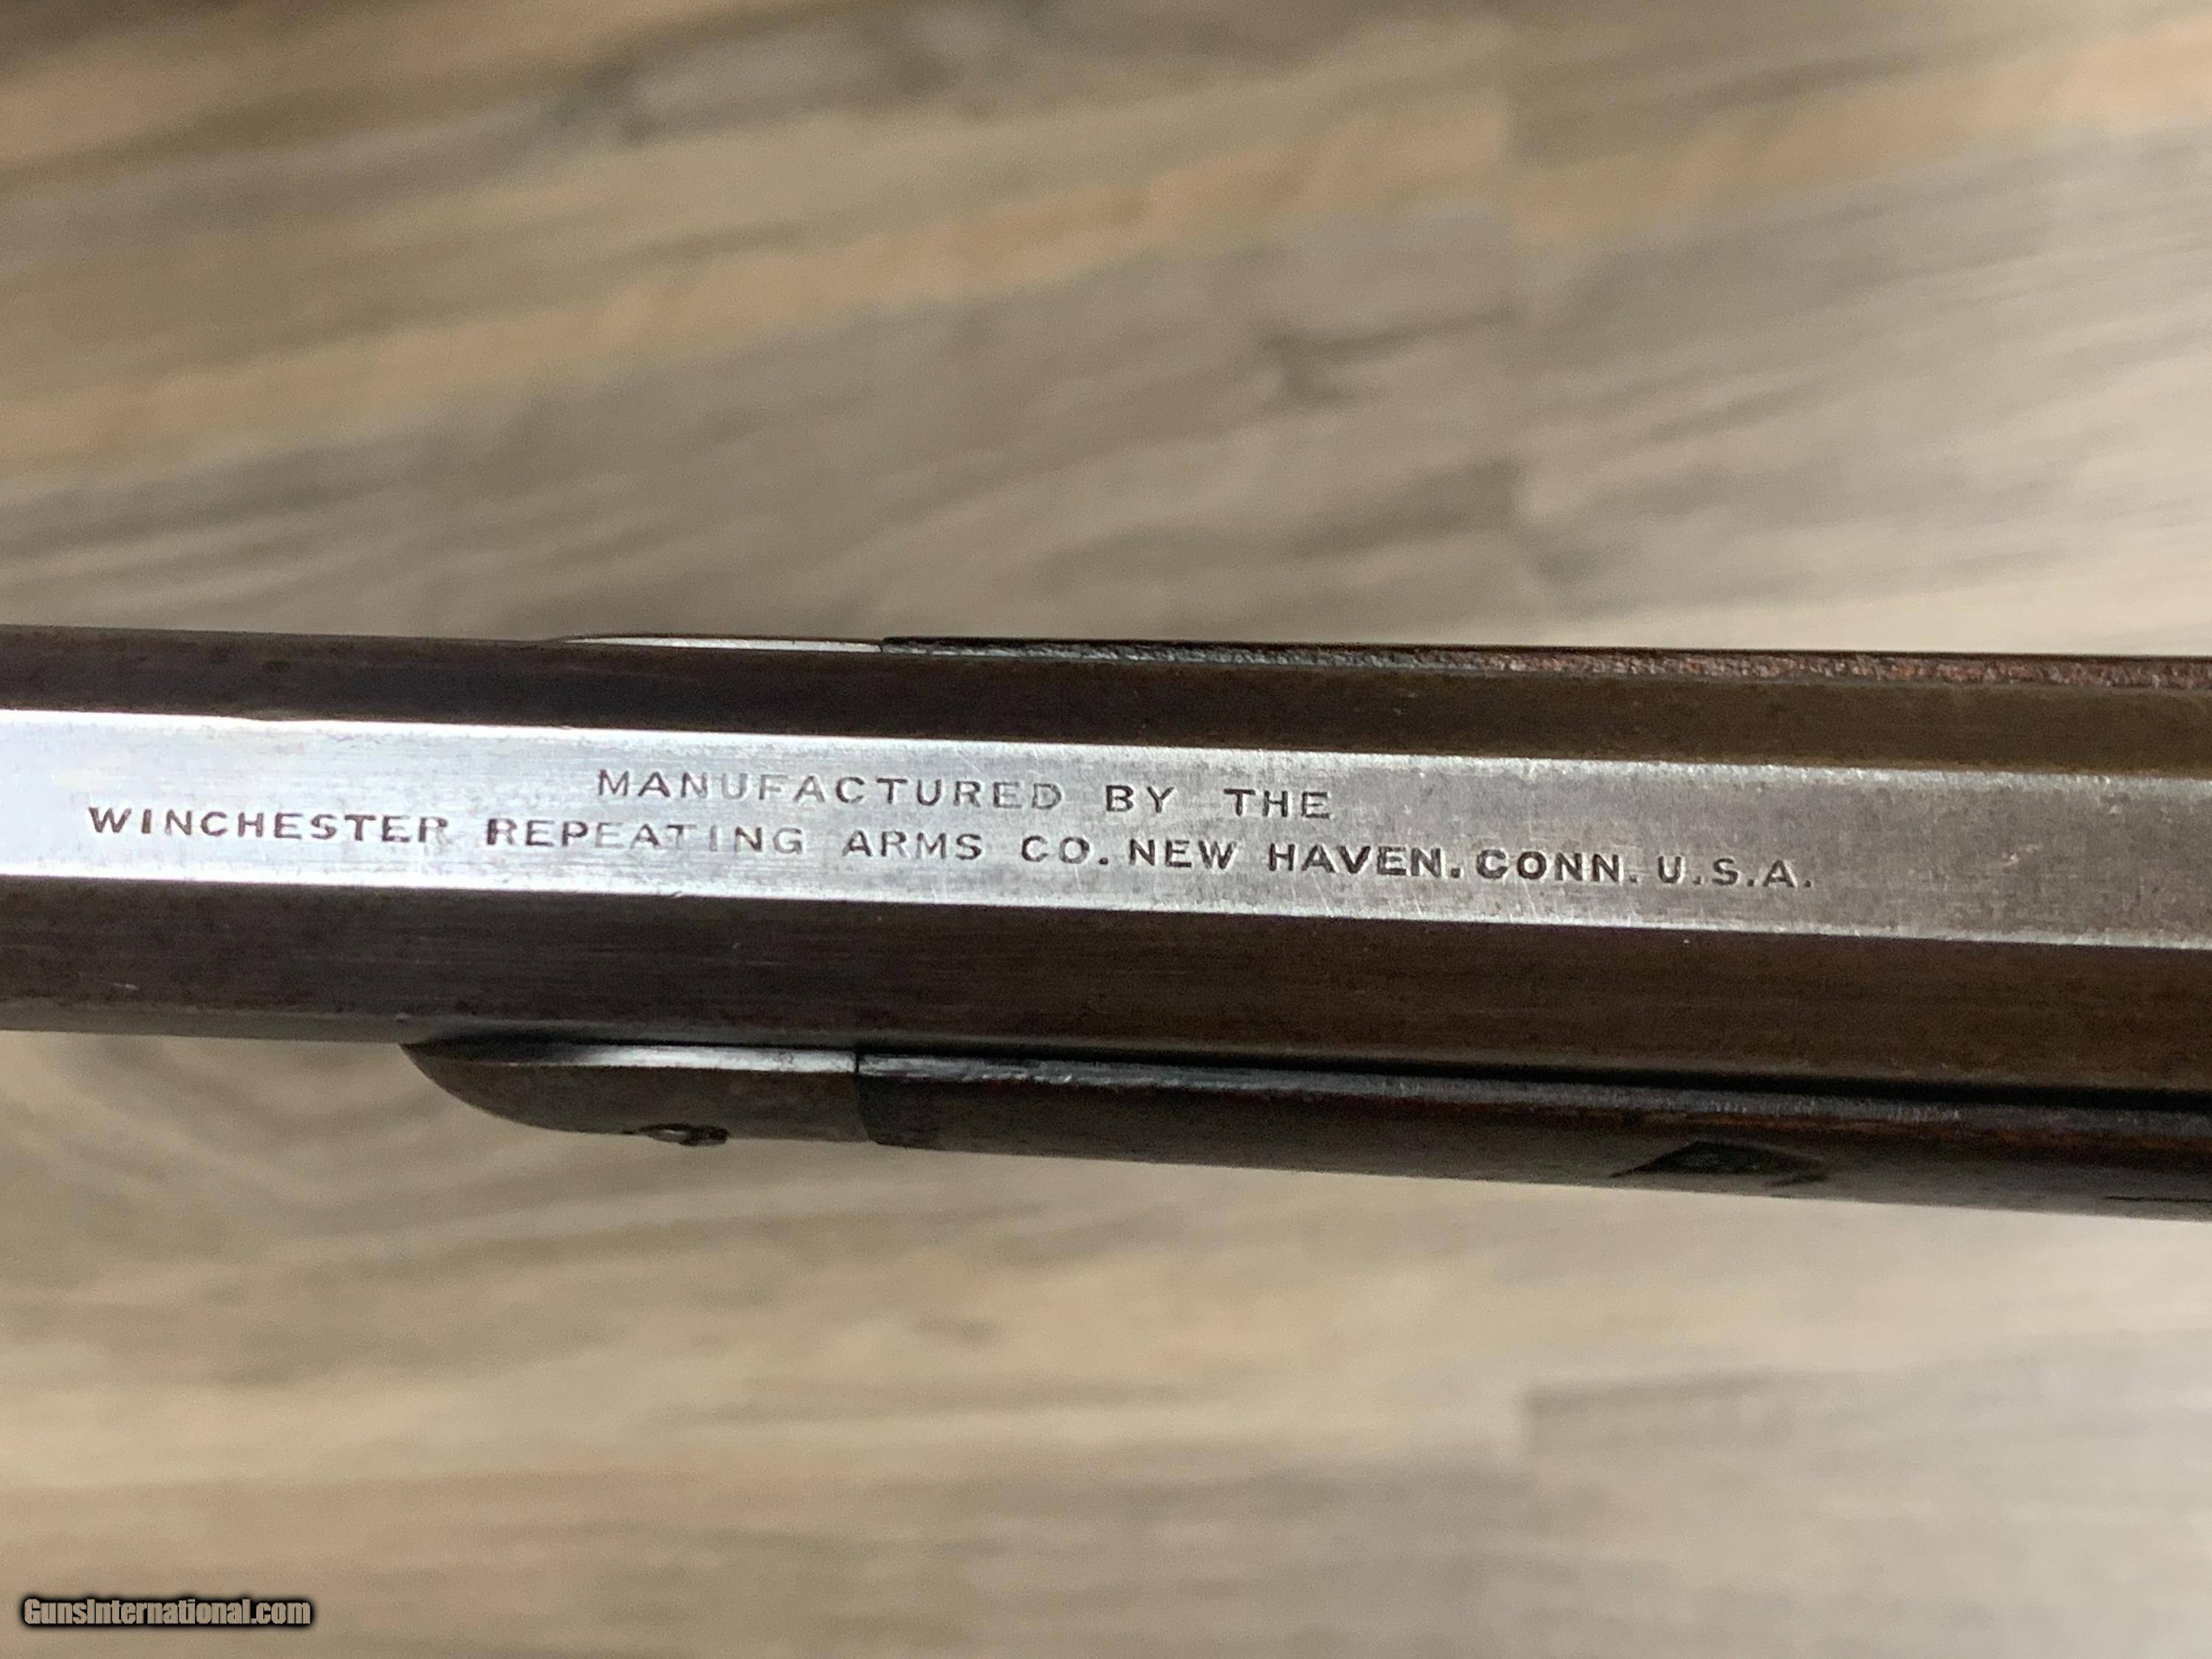 MANUFACTURED BY THE
WINCHESTER REPEATING ARMS CO. NEW HAVEN. CONN. U.S.A.
GunsInternational.com